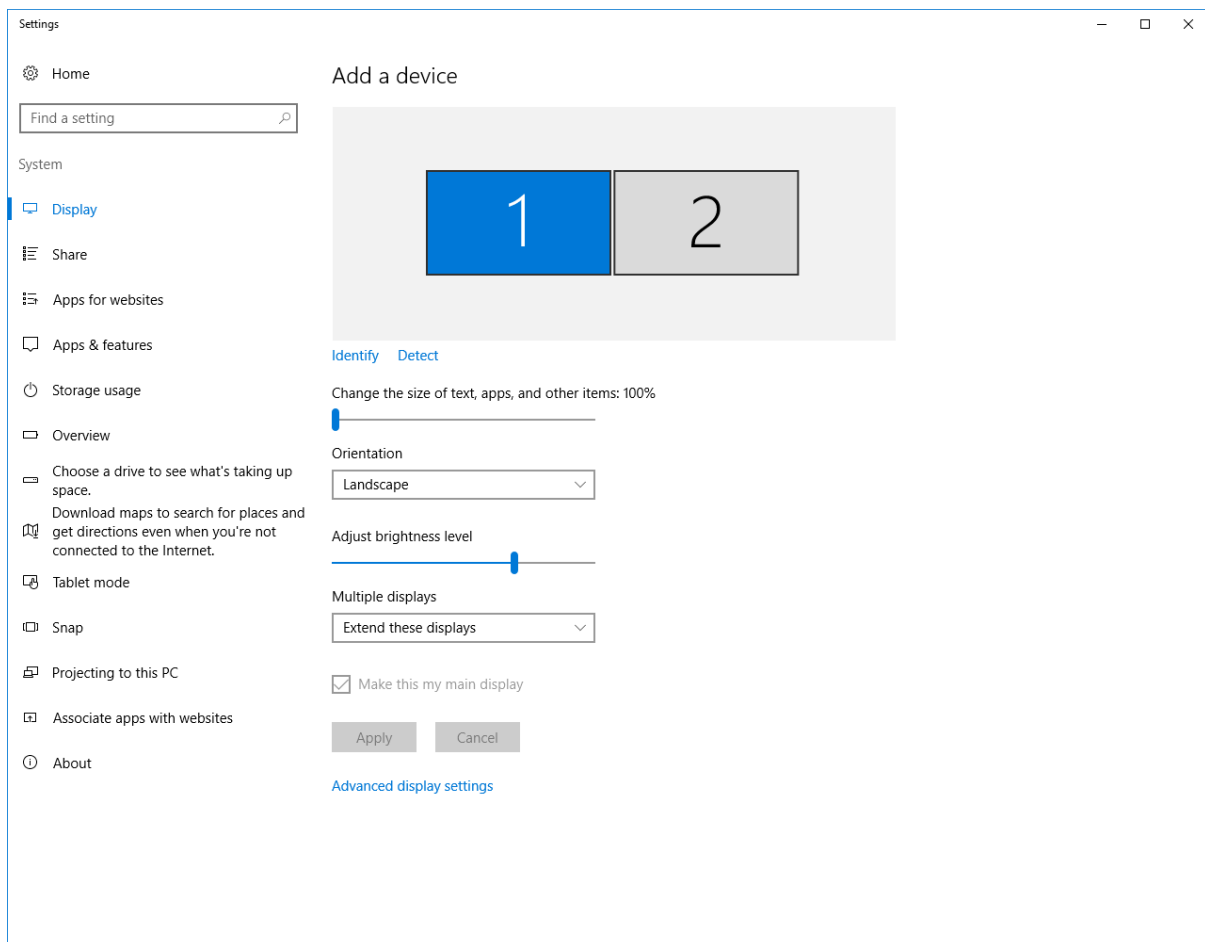 Settings
Home
Find a setting
System
Display
Share
Apps for websites
Apps & features
Storage usage
Overview
Choose a drive to see what's taking up
space.
Download maps to search for places and
get directions even when you're not
connected to the Internet.
Tablet mode
Snap
Projecting to this PC
Associate apps with websites
About
Add a device
1
2
Identify Detect
Change the size of text, apps, and other items: 100%
Orientation
Landscape
Adjust brightness level
Multiple displays
Extend these displays
Make this my main display
Apply Cancel
Advanced display settings